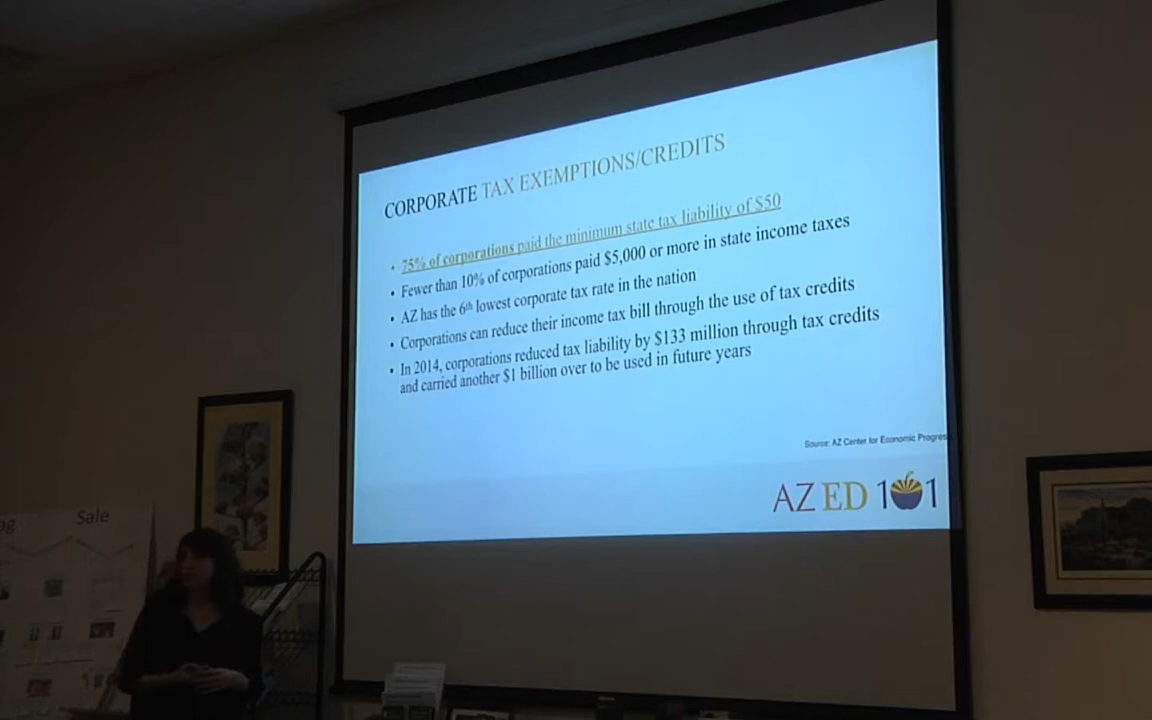 CORPORATE TAX EXEMPTIONS/CREDITS
• 75% of corporations paid the minimum state tax liability of $50
• Fewer than 10% of corporations paid $5,000 or more in state income taxes
• AZ has the 6th lowest corporate tax rate in the nation
• Corporations can reduce their income tax bill through the use of tax credits
• In 2014, corporations reduced tax liability by $133 million through tax credits
and carried another $1 billion over to be used in future years
Source: AZ Center for Economic Progress
AZ ED 101
Sale